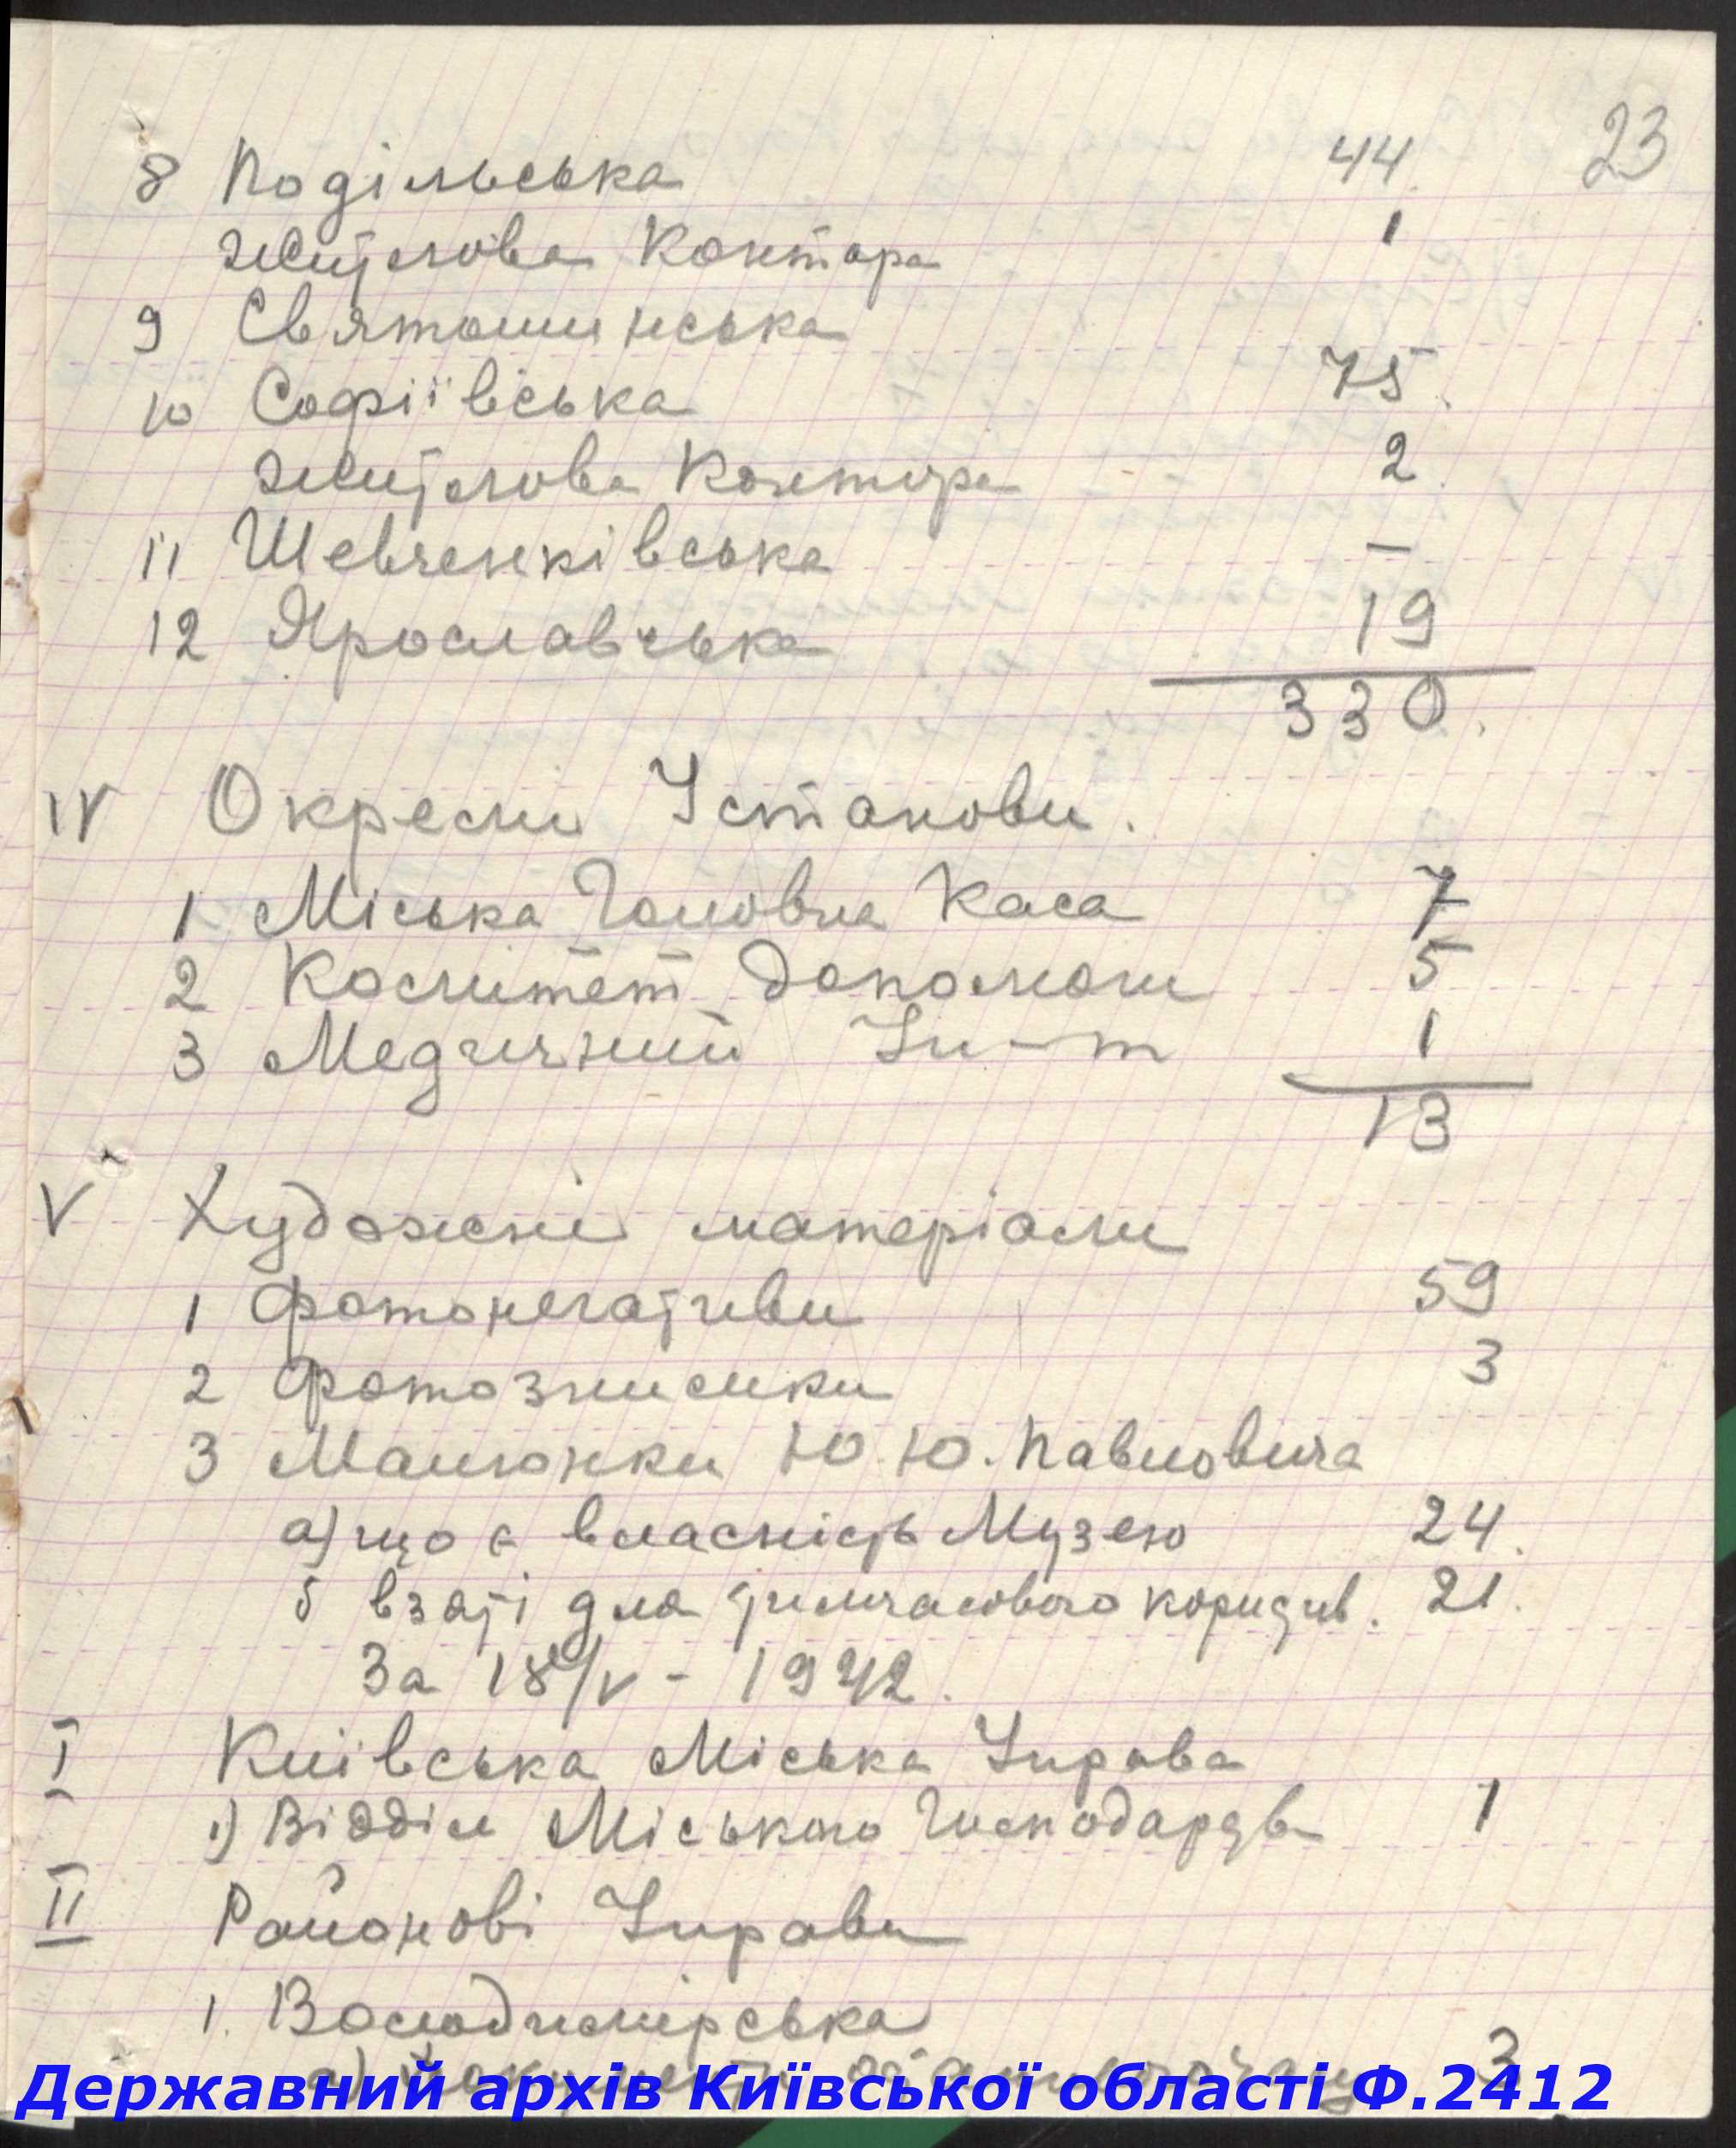 23
8 Подільська 44.
Житлова Контора 1
9 Святошинська
10 Софіївська 75.
Житлова Контора 2
11 Шевченківська –
12 Ярославська 19
330.
IV Окремі Установи.
1 Міська Головна Каса 7
2 Комітет Допомоги 5
3 Медичний Ін-т 1
13
V Художні матеріали
1 Фотонегативи 59
2 Фотознимки 3
3 Малюнки Ю.Ю. Павловича
а) що є власність Музею 24.
б взяті для тимчасового користув. 21.
За 18/V - 1942.
I Київська Міська Управа
1) Відділ Міського Господарства 1
II Районові Управи
1. Володимирська
а) 3
Державний архів Київської області Ф.2412